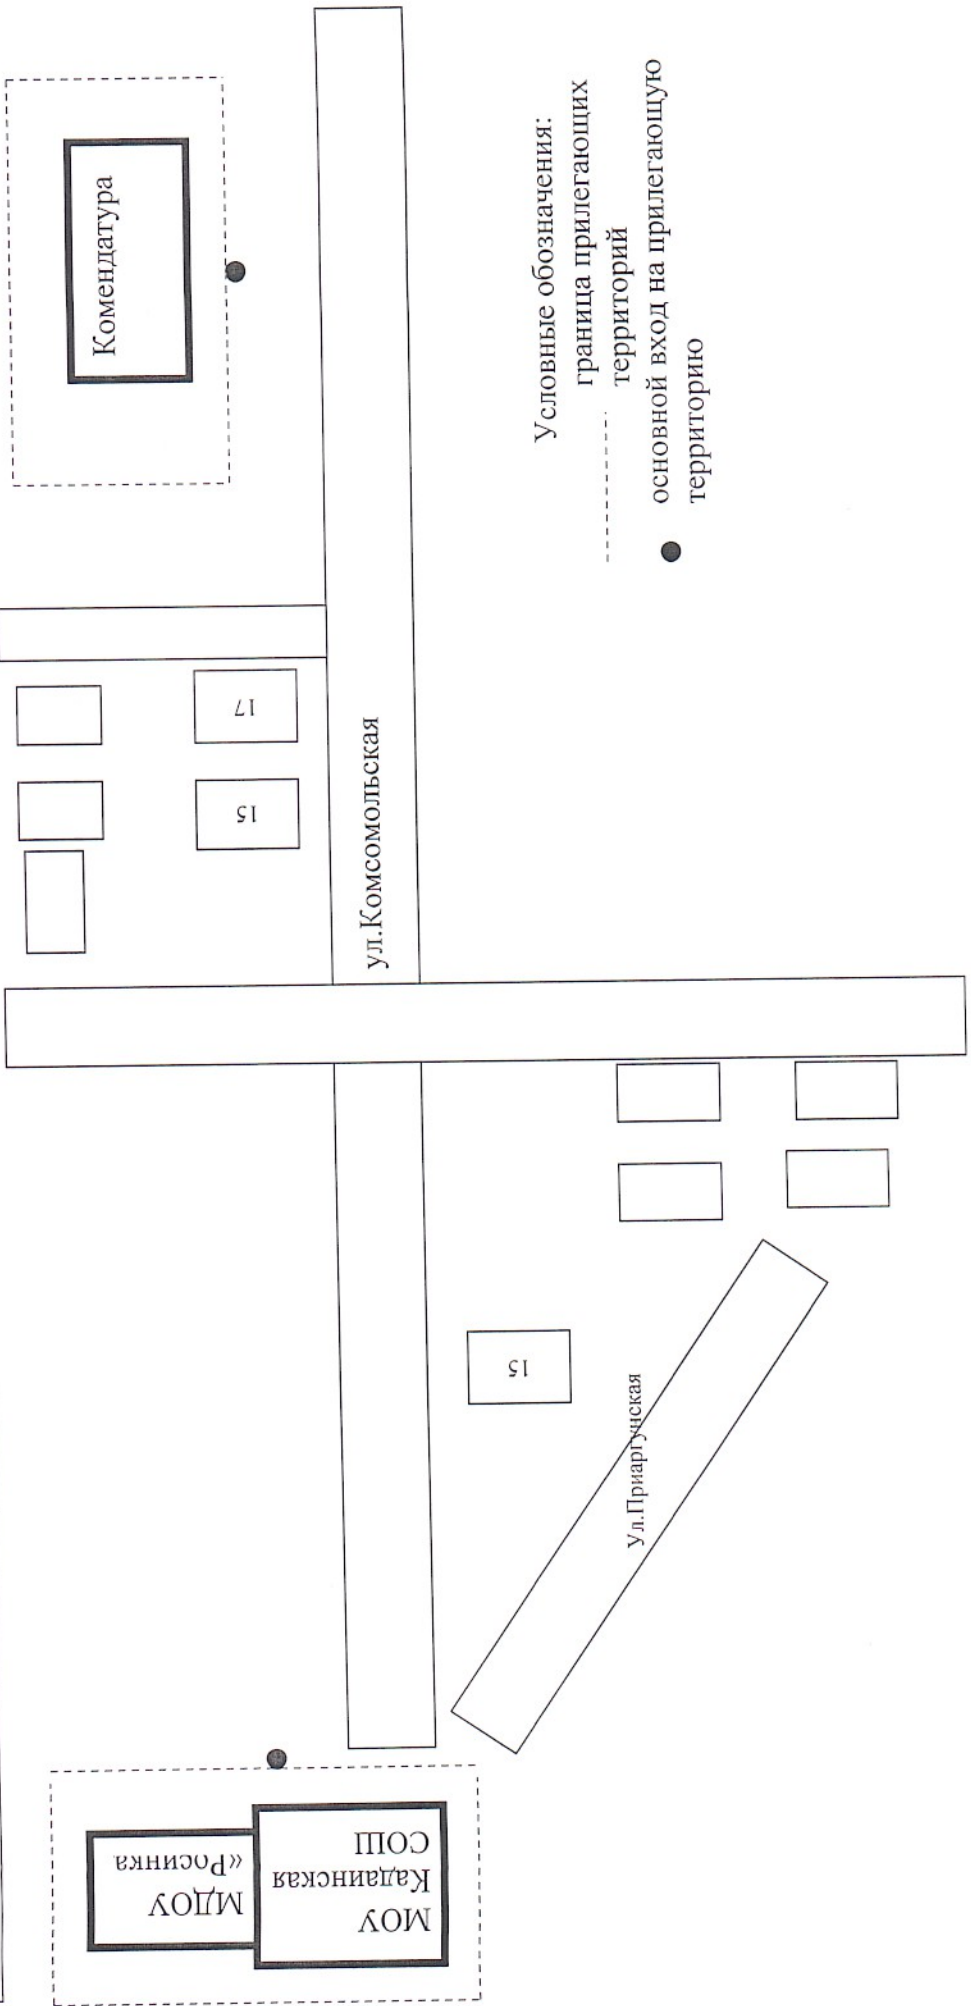 Комендатура
17
15
ул.Комсомольская
Условные обозначения:
граница прилегающих
территорий
основной вход на прилегающую
территорию
15
Ул.Приаргунская
МДОУ
«Росинка
МОУ
Кадаинская
СОШ